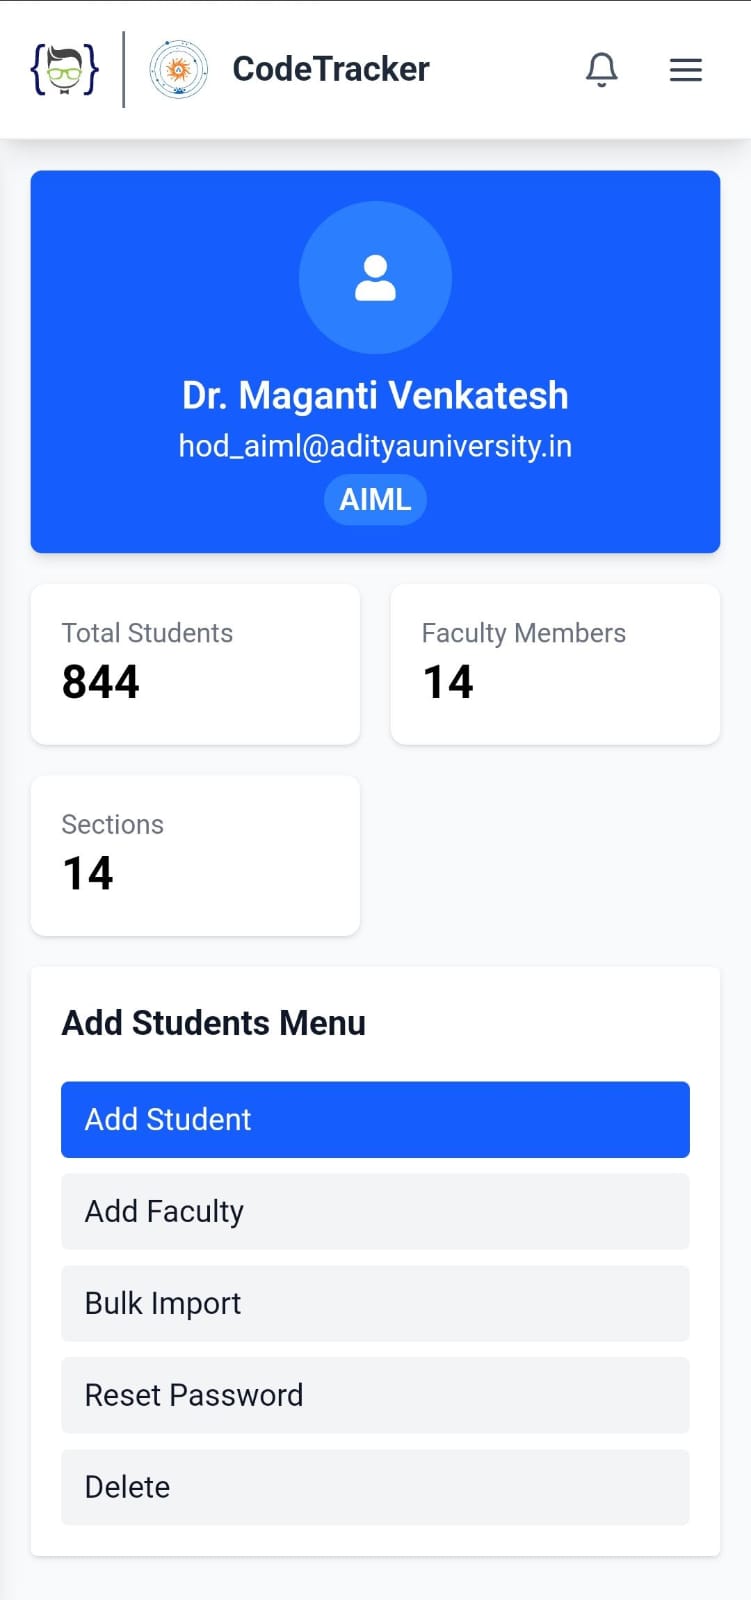 CodeTracker
Dr. Maganti Venkatesh
hod_aiml@adityauniversity.in
AIML
Total Students
844
Faculty Members
14
Sections
14
Add Students Menu
Add Student
Add Faculty
Bulk Import
Reset Password
Delete